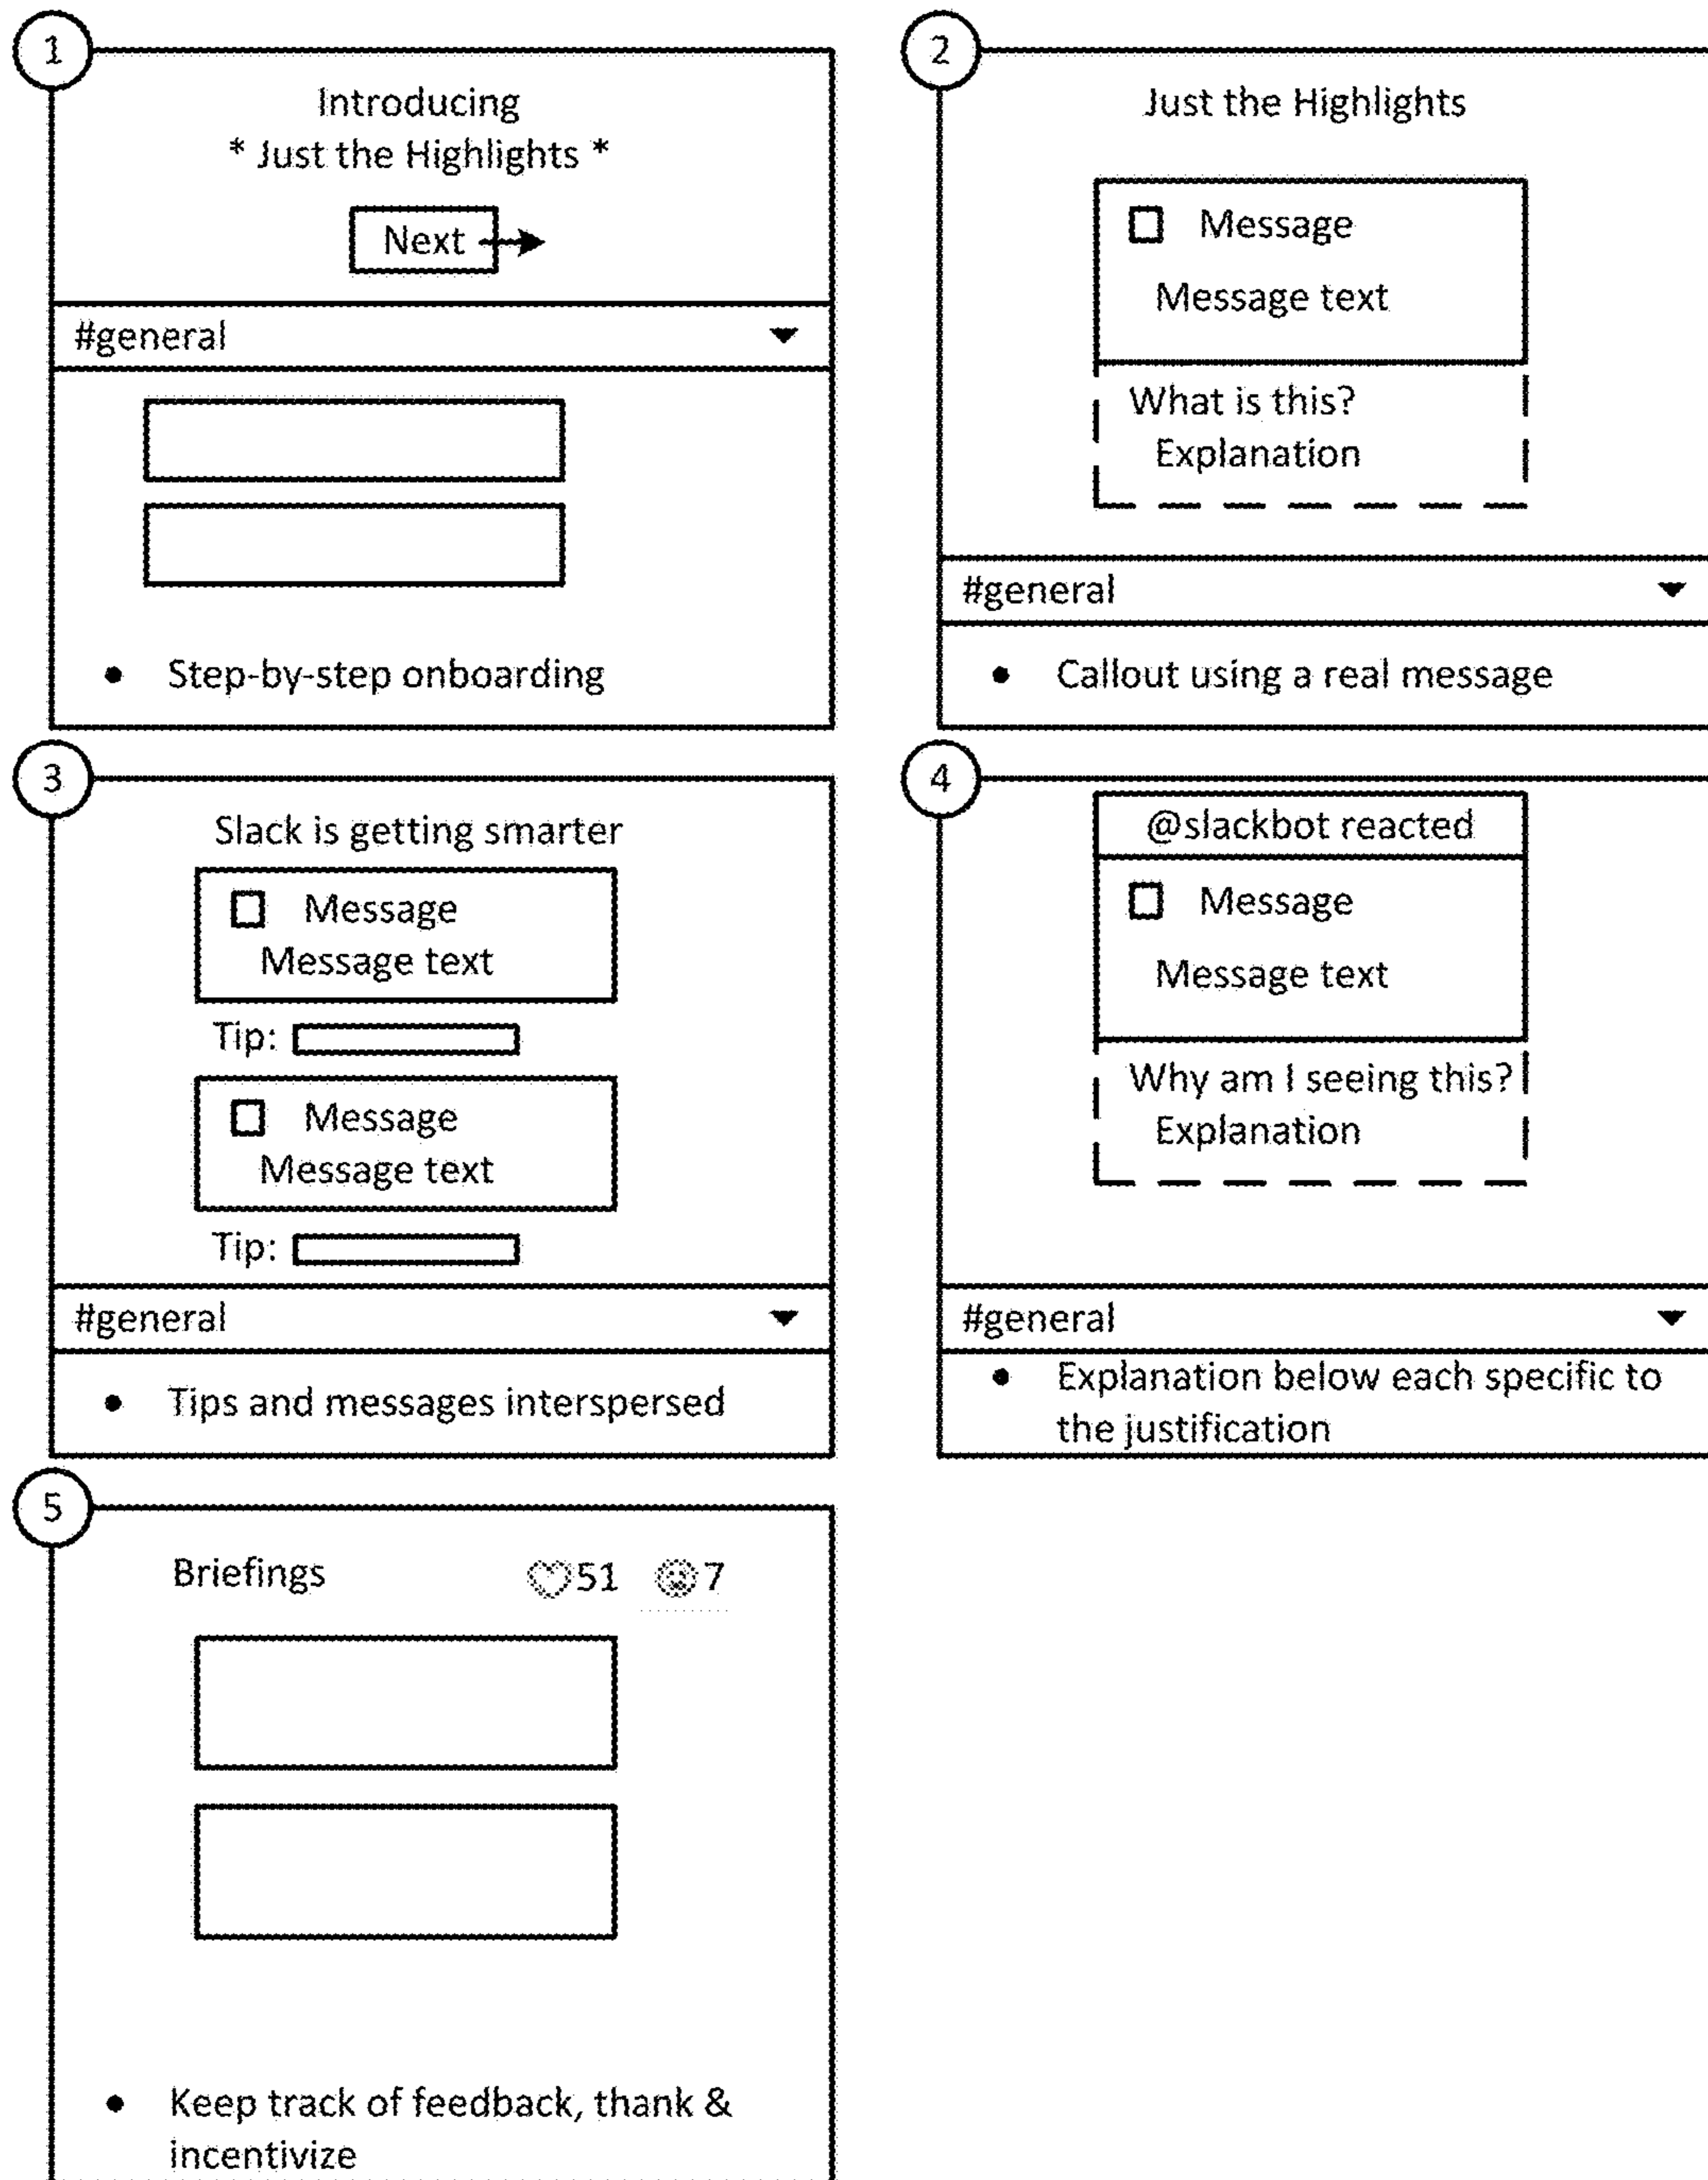 1
Introducing
* Just the Highlights *
Next
#general
• Step-by-step onboarding
2
Just the Highlights
Message
Message text
What is this?
Explanation
#general
• Callout using a real message
3
Slack is getting smarter
Message
Message text
Tip:
Message
Message text
Tip:
#general
• Tips and messages interspersed
4
@slackbot reacted
Message
Message text
Why am I seeing this?
Explanation
#general
• Explanation below each specific to
the justification
5
Briefings 51 7
• Keep track of feedback, thank &
incentivize